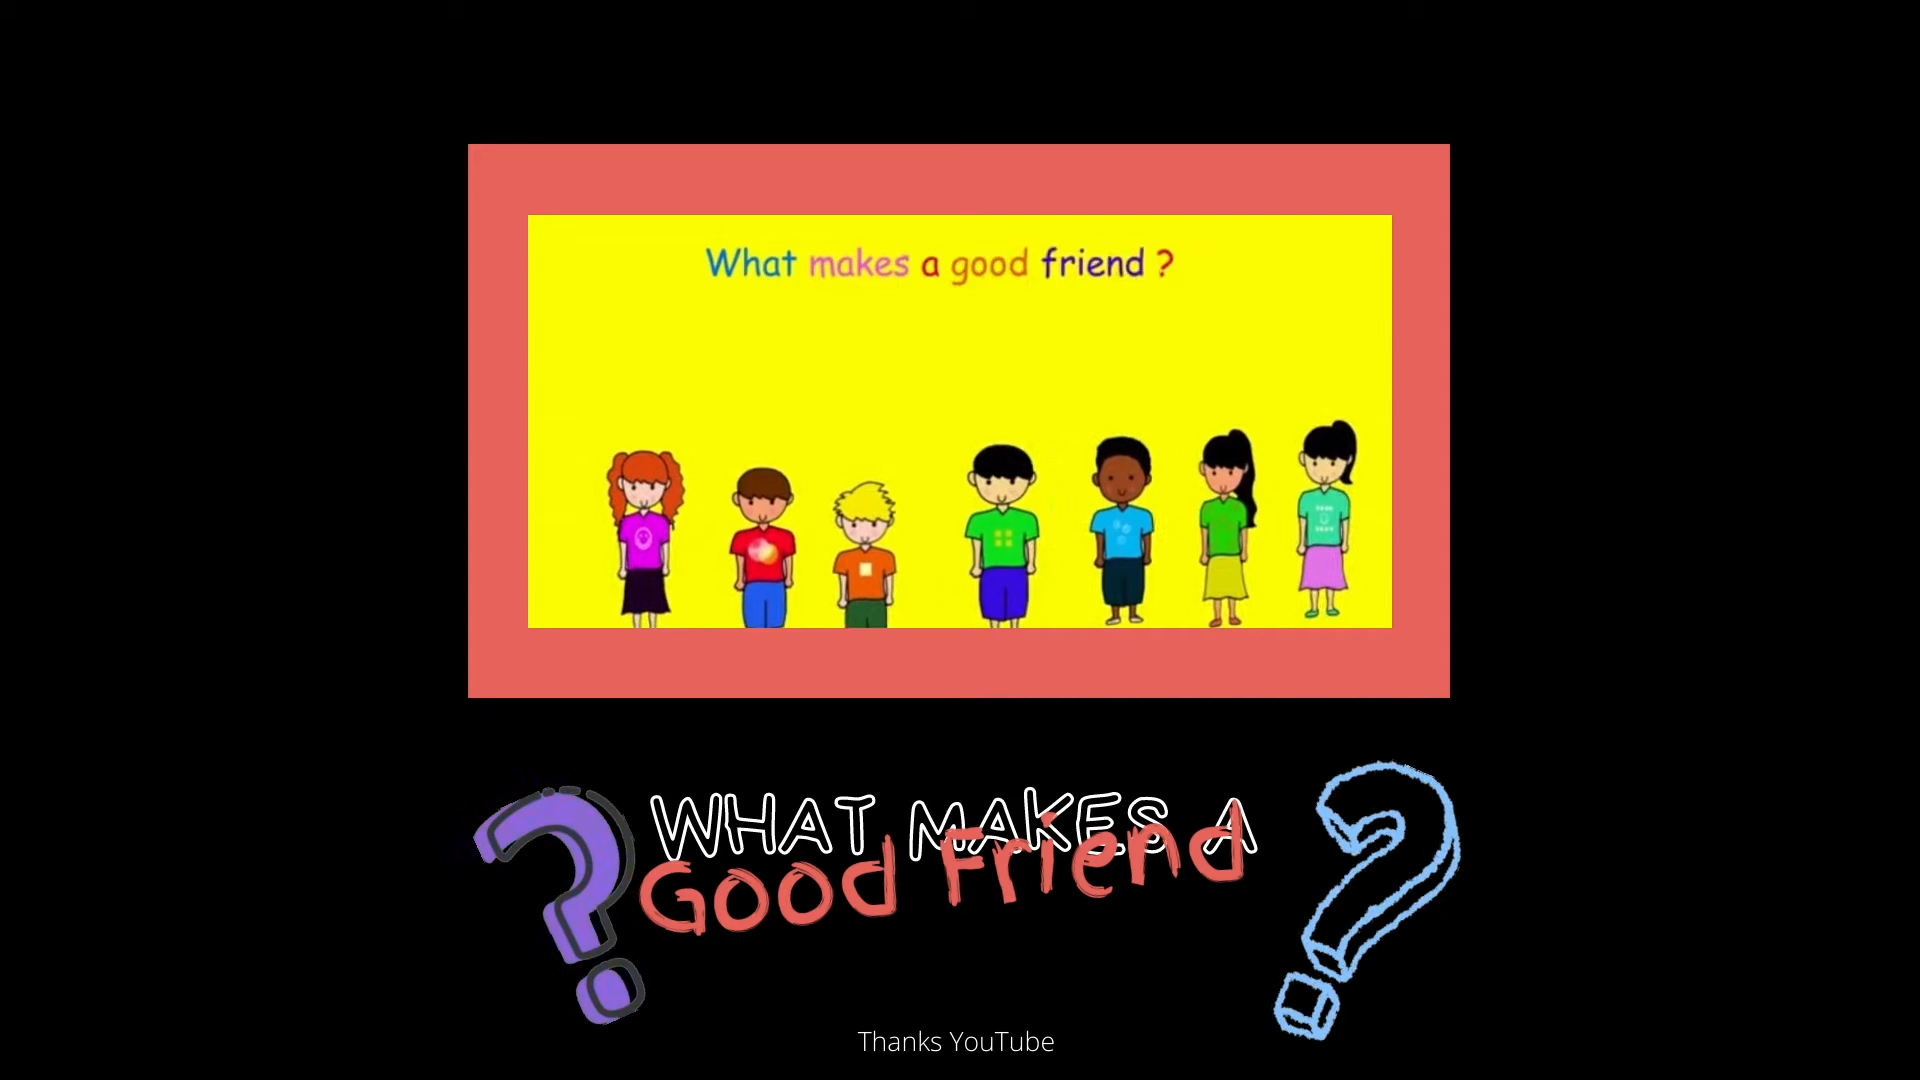 What makes a good friend ?
WHAT MAKES A
Good Friend
Thanks YouTube